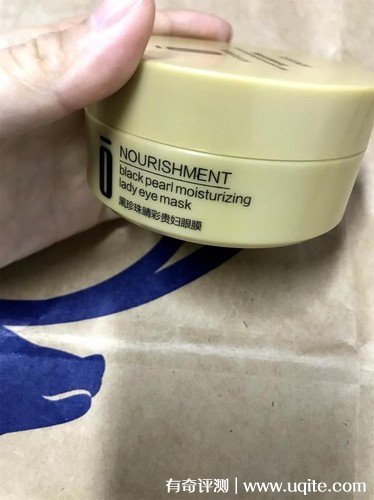 NOURISHMENT
black pearl moisturizing
lady eye mask
黑珍珠睛彩贵妇眼膜
有奇评测 | www.uqite.com